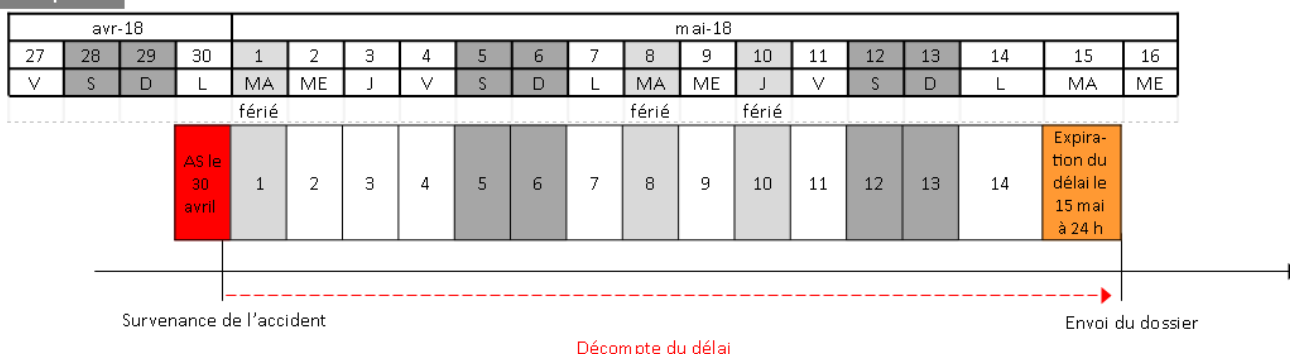 avr-18 mai-18
27 28 29 30 1 2 3 4 5 6 7 8 9 10 11 12 13 14 15 16
V S D L MA ME J V S D L MA ME J V S D L MA ME
férié férié férié
AS le
30
avril
1 2 3 4 5 6 7 8 9 10 11 12 13 14
Expira-
tion du
délai le
15 mai
à 24 h
Survenance de l'accident
Envoi du dossier
Décompte du délai